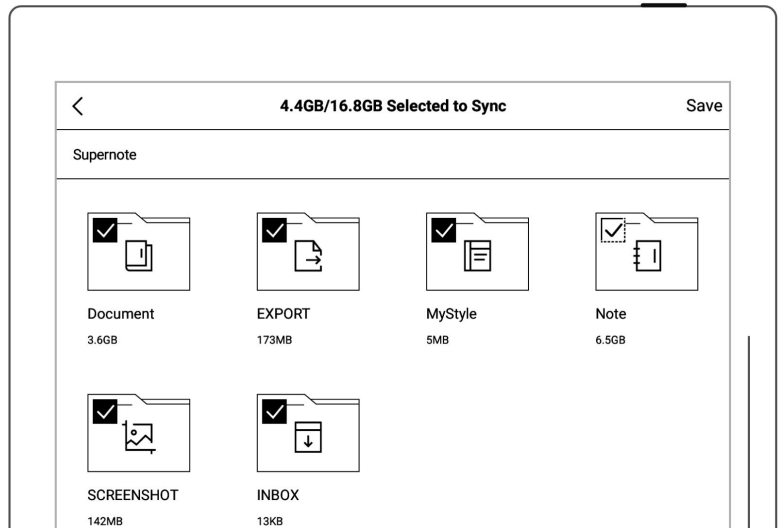 4.4GB/16.8GB Selected to Sync Save
Supernote
Document EXPORT MyStyle Note
3.6GB 173MB 5MB 6.5GB
SCREENSHOT INBOX
142MB 13KB